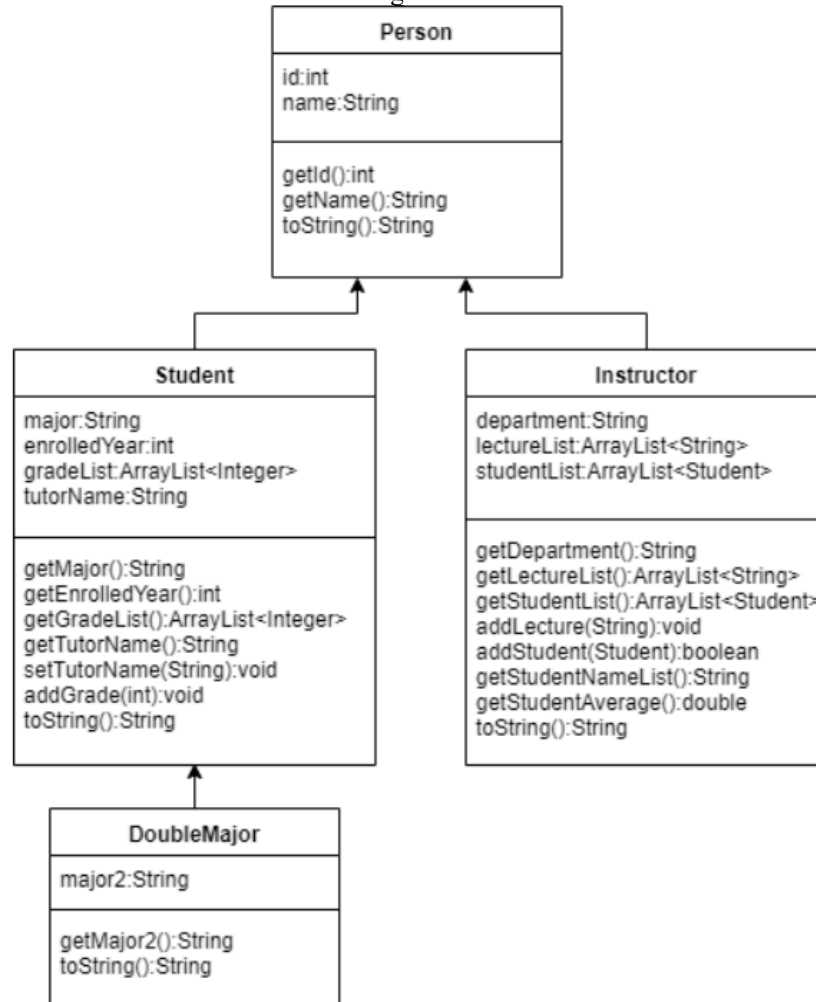 Person
id:int
name:String
getId():int
getName():String
toString():String
Student
major:String
enrolledYear:int
gradeList:ArrayList<Integer>
tutorName:String
getMajor():String
getEnrolledYear():int
getGradeList():ArrayList<Integer>
getTutorName():String
setTutorName(String):void
addGrade(int):void
toString():String
Instructor
department:String
lectureList:ArrayList<String>
studentList:ArrayList<Student>
getDepartment():String
getLectureList():ArrayList<String>
getStudentList():ArrayList<Student>
addLecture(String):void
addStudent(Student):boolean
getStudentNameList():String
getStudentAverage():double
toString():String
DoubleMajor
major2:String
getMajor2():String
toString():String